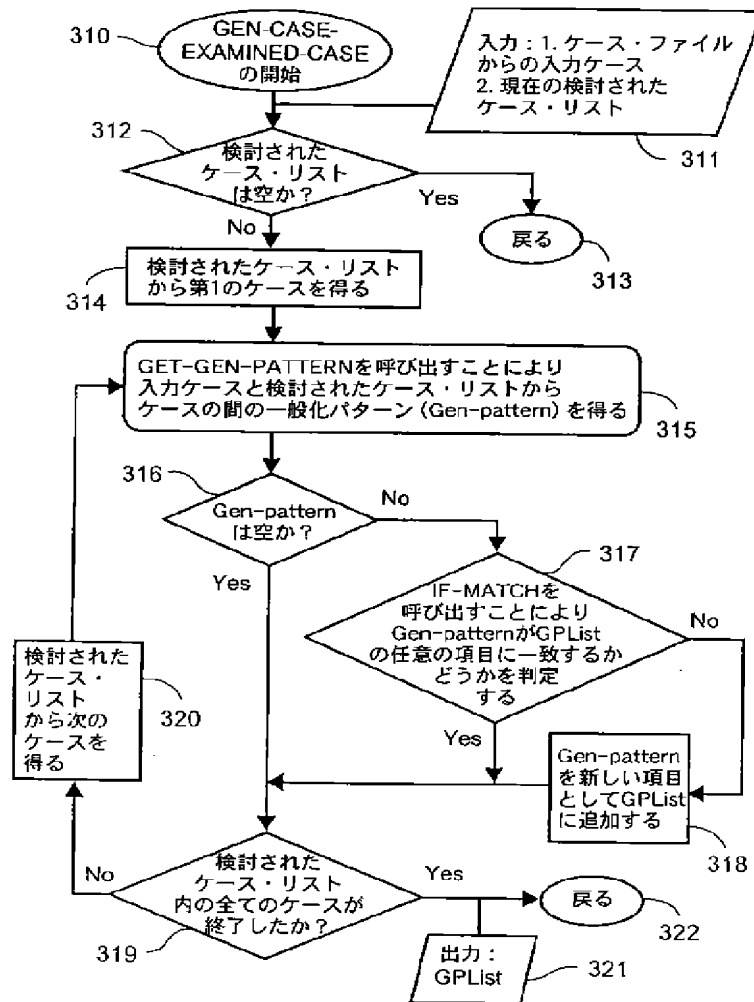 310
GEN-CASE-
EXAMINED-CASE
の開始
入力：1. ケース・ファイル
からの入力ケース
2. 現在の検討された
ケース・リスト
311
312
検討された
ケース・リスト
は空か？
Yes
No
戻る
313
314
検討されたケース・リスト
から第1のケースを得る
GET-GEN-PATTERNを呼び出すことにより
入力ケースと検討されたケース・リストから
ケースの間の一般化パターン（Gen-pattern）を得る
315
316
Gen-pattern
は空か？
No
Yes
317
IF-MATCHを
呼び出すことにより
Gen-patternがGPList
の任意の項目に一致するか
どうかを判定
する
No
Yes
検討された
ケース・
リスト
から次の
ケースを
得る
320
Gen-pattern
を新しい項目
としてGPList
に追加する
318
No
検討された
ケース・リスト
内の全てのケースが
終了したか？
Yes
319
戻る
322
出力：
GPList
321